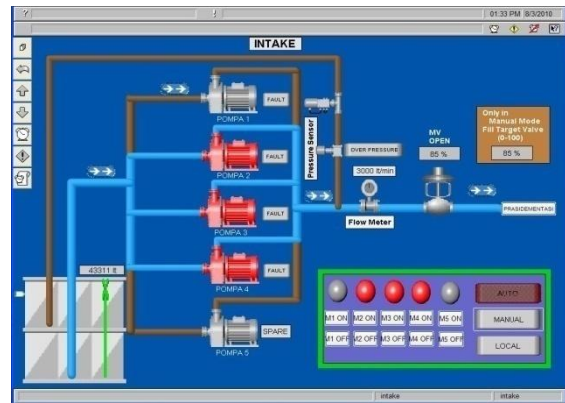 01:33 PM 8/3/2010
INTAKE
FAULT
POMPA 1
FAULT
POMPA 2
FAULT
POMPA 3
FAULT
POMPA 4
SPARE
POMPA 5
Pressure Sensor
OVER PRESSURE
3000 lt/min
Flow Meter
MV
OPEN
85 %
Only in
Manual Mode
Fill Target Valve
(0-100)
85 %
PRASIDEMENTASI
43311 lt
M1 ON M2 ON M3 ON M4 ON M5 ON
M1 OFF M2 OFF M3 OFF M4 OFF M5 OFF
AUTO
MANUAL
LOCAL
intake intake